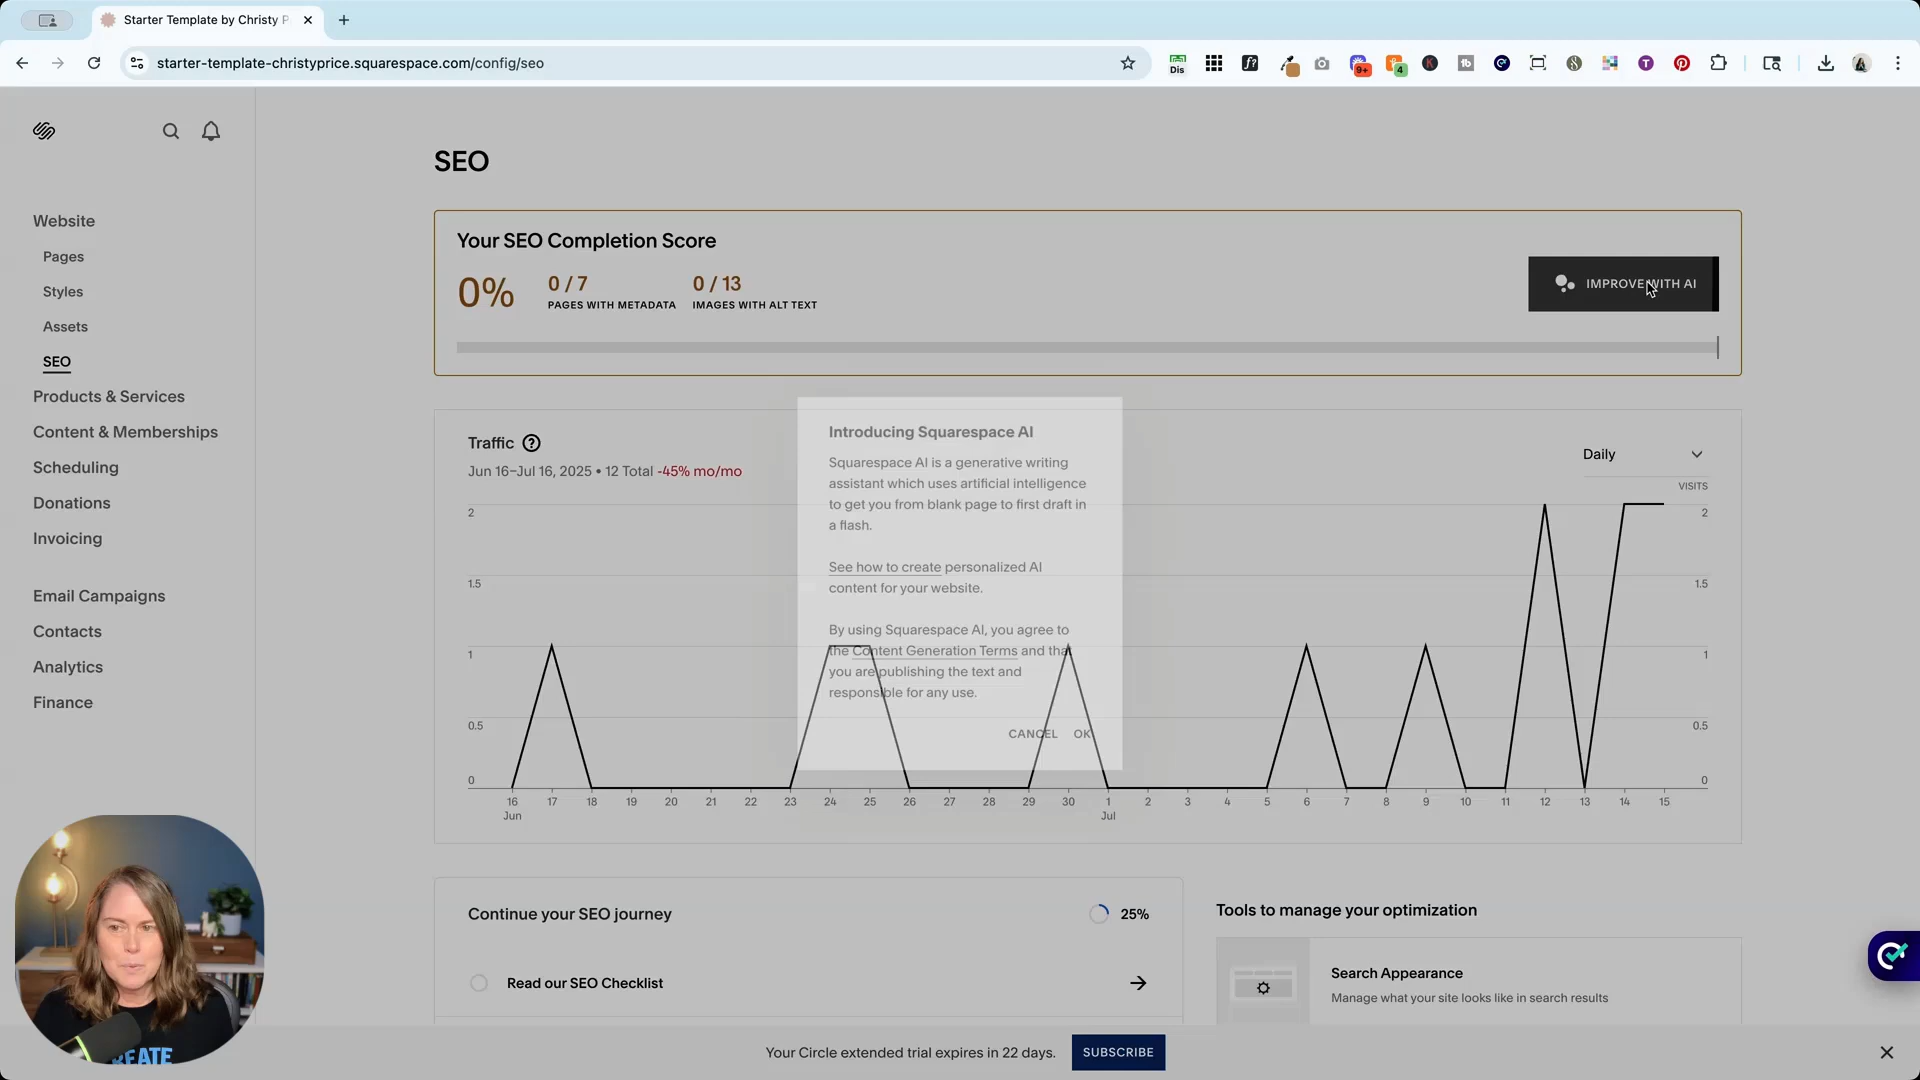 Starter Template by Christy P
starter-template-christyprice.squarespace.com/config/seo
Dis
9+
4
SEO
Website
Pages
Styles
Assets
SEO
Products & Services
Content & Memberships
Scheduling
Donations
Invoicing
Email Campaigns
Contacts
Analytics
Finance
Your SEO Completion Score
0%
0 / 7
PAGES WITH METADATA
0 / 13
IMAGES WITH ALT TEXT
IMPROVE WITH AI
Traffic
Jun 16–Jul 16, 2025 • 12 Total -45% mo/mo
Daily
VISITS
2
1.5
1
0.5
0
2
1.5
1
0.5
0
16 17 18 19 20 21 22 23 24 25 26 27 28 29 30 1 2 3 4 5 6 7 8 9 10 11 12 13 14 15
Jun Jul
Introducing Squarespace AI
Squarespace AI is a generative writing
assistant which uses artificial intelligence
to get you from blank page to first draft in
a flash.
See how to create personalized AI
content for your website.
By using Squarespace AI, you agree to
the Content Generation Terms and that
you are publishing the text and
responsible for any use.
CANCEL OK
Continue your SEO journey
25%
Read our SEO Checklist
Tools to manage your optimization
Search Appearance
Manage what your site looks like in search results
Your Circle extended trial expires in 22 days.
SUBSCRIBE